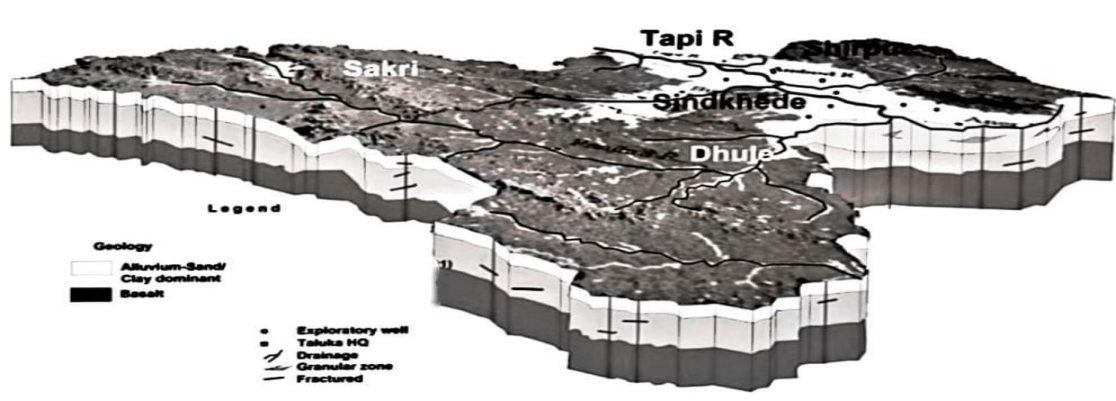 Tapi R
Sakri
Sindkhede
Dhule
Legend
Geology
Alluvium-Sand/
Clay dominant
Basalt
Exploratory well
Taluka HQ
Drainage
Granular zone
Fractured